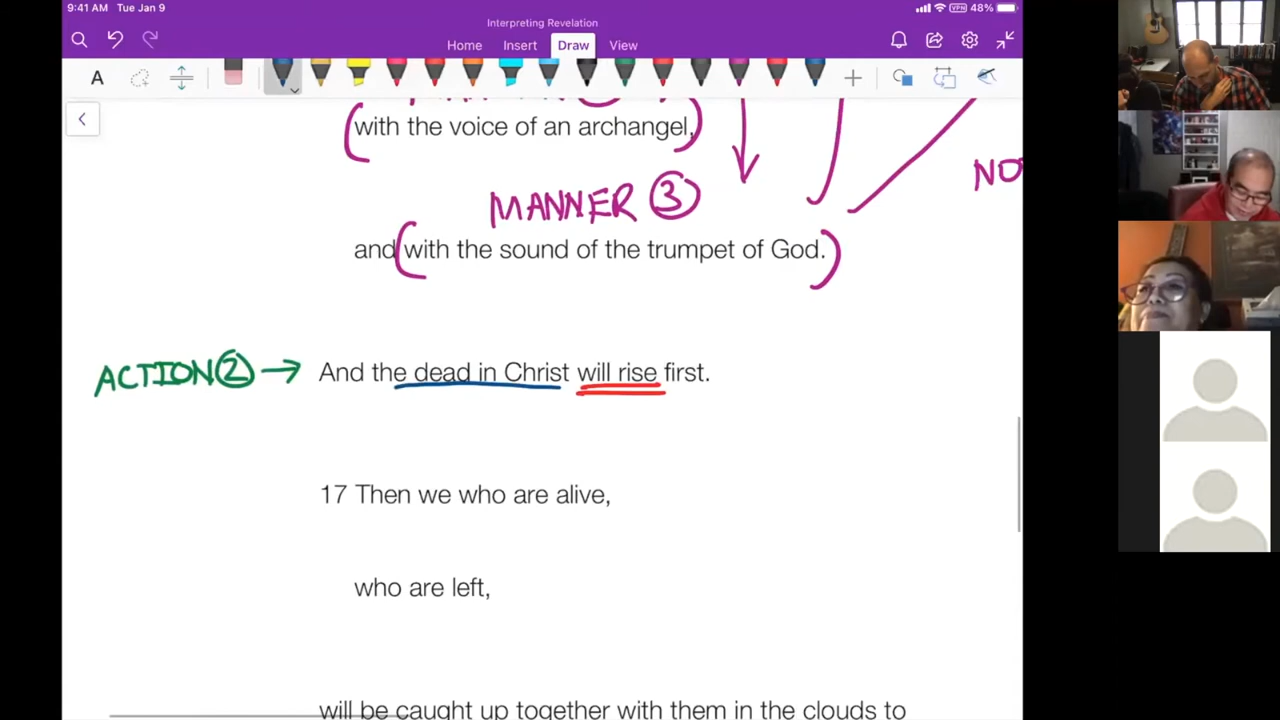 9:41 AM Tue Jan 9
VPN 48%
Interpreting Revelation
Home Insert Draw View
A
(with the voice of an archangel,)
NO
MANNER ③
and (with the sound of the trumpet of God.)
ACTION ② → And the dead in Christ will rise first.
17 Then we who are alive,
who are left,
will be caught up together with them in the clouds to